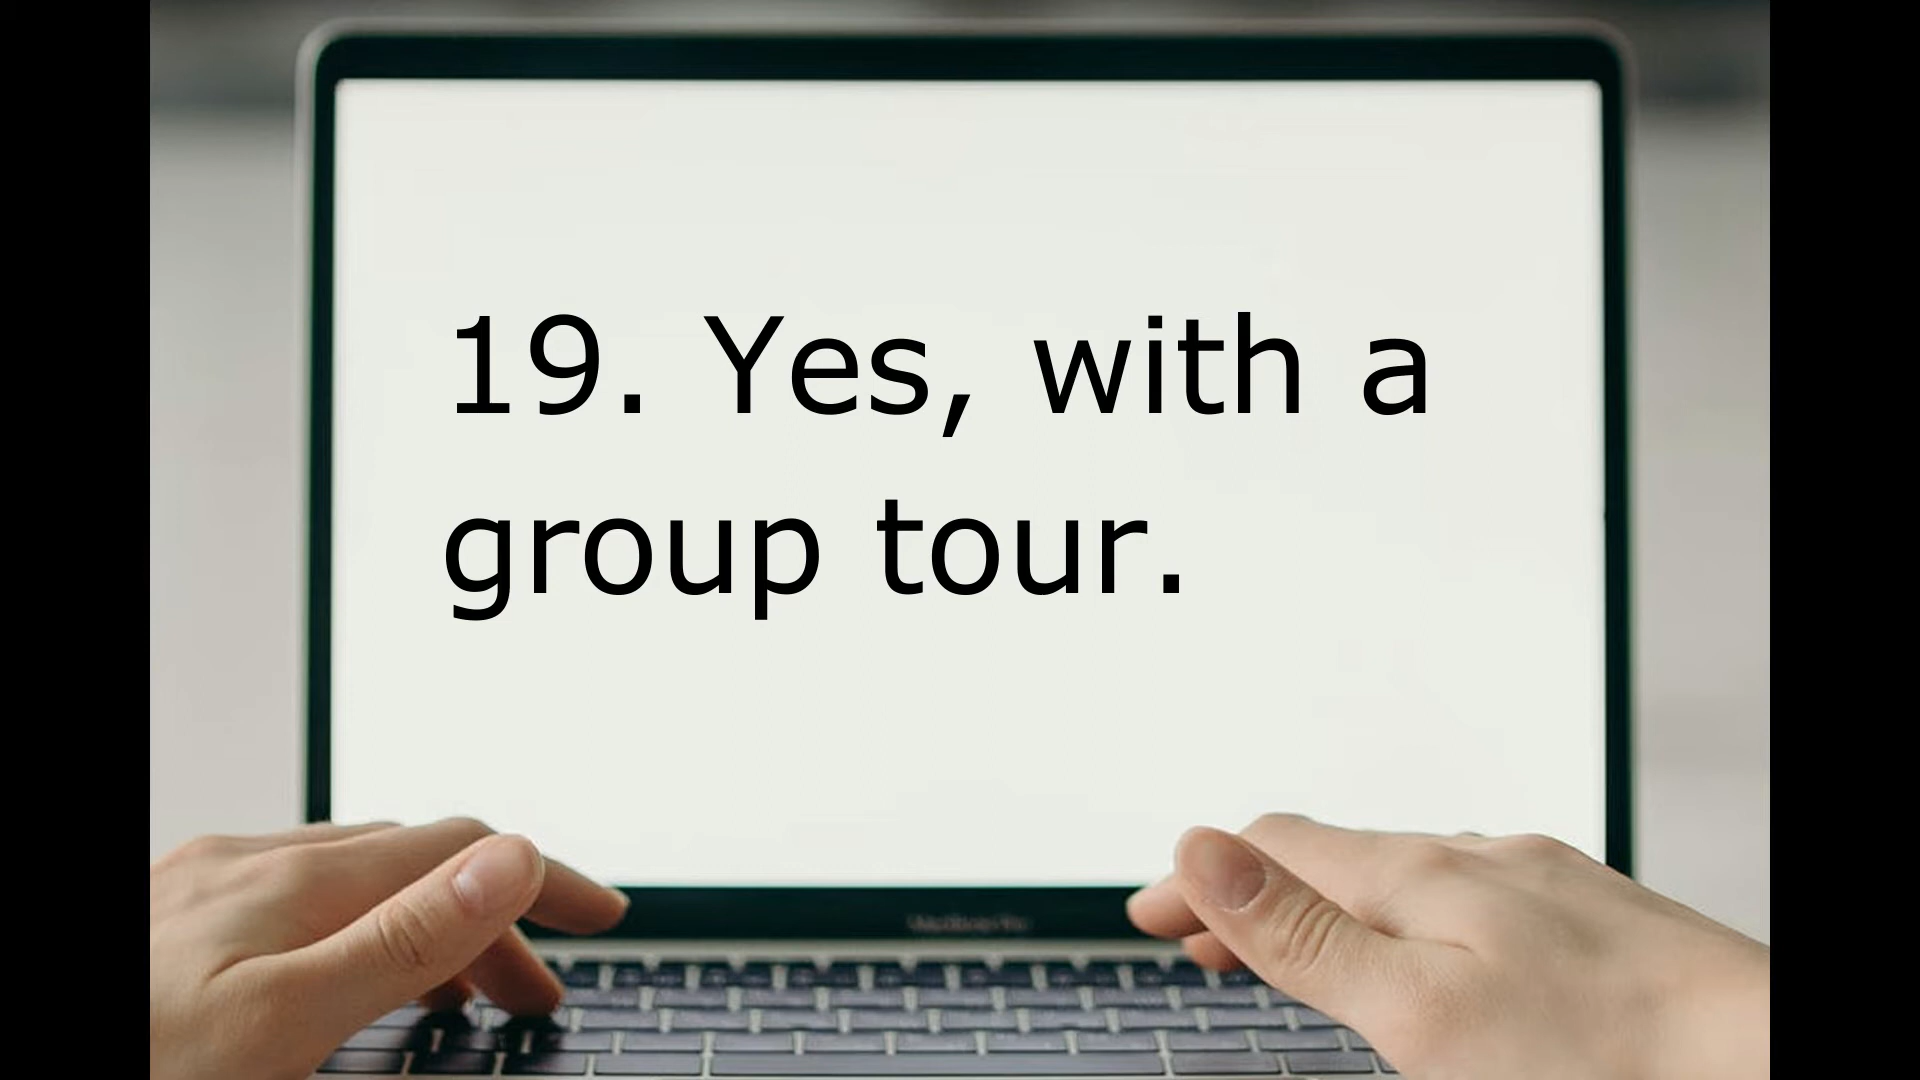 19. Yes, with a
group tour.